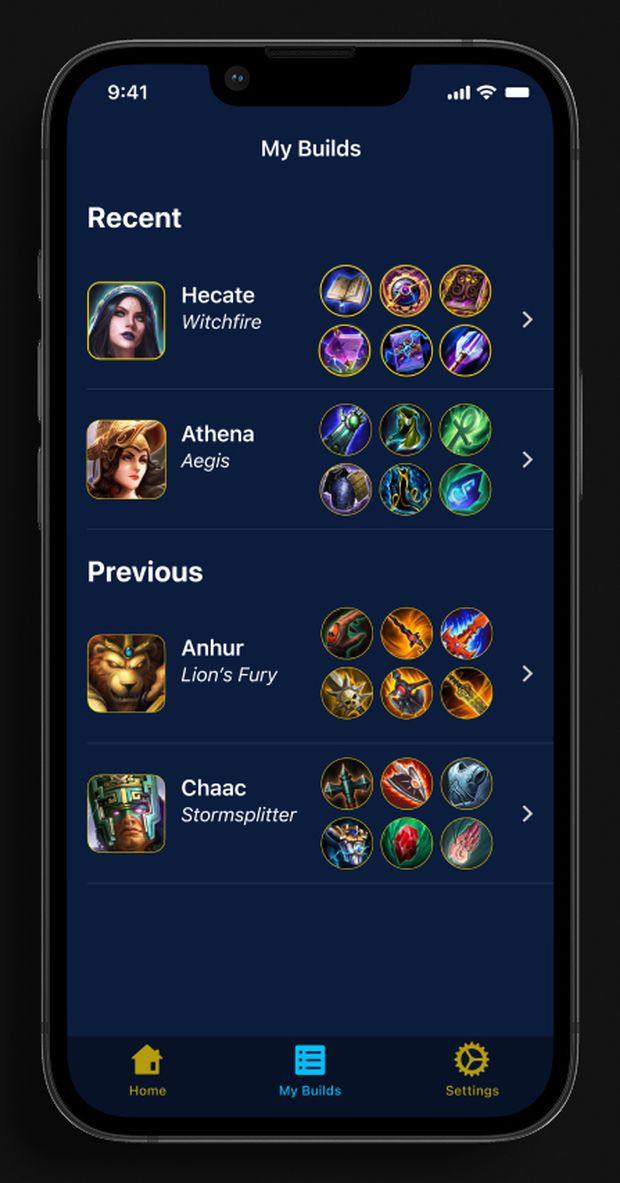 9:41
My Builds
Recent
Hecate
Witchfire
Athena
Aegis
Previous
Anhur
Lion's Fury
Chaac
Stormsplitter
Home
My Builds
Settings